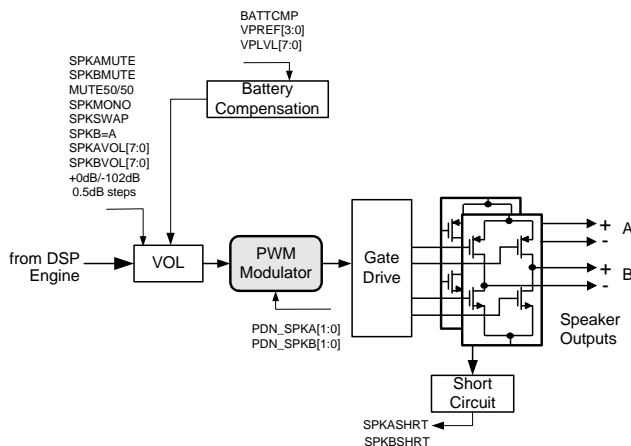 BATTCMP
VPREF[3:0]
VPLVL[7:0]
SPKAMUTE
SPKBMUTE
MUTE50/50
SPKMONO
SPKSWAP
SPKB=A
SPKAVOL[7:0]
SPKBVOL[7:0]
+0dB/-102dB
0.5dB steps
Battery
Compensation
from DSP
Engine
VOL
PWM
Modulator
Gate
Drive
+
-
A
+
-
B
Speaker
Outputs
PDN_SPKA[1:0]
PDN_SPKB[1:0]
Short
Circuit
SPKASHRT
SPKBSHRT